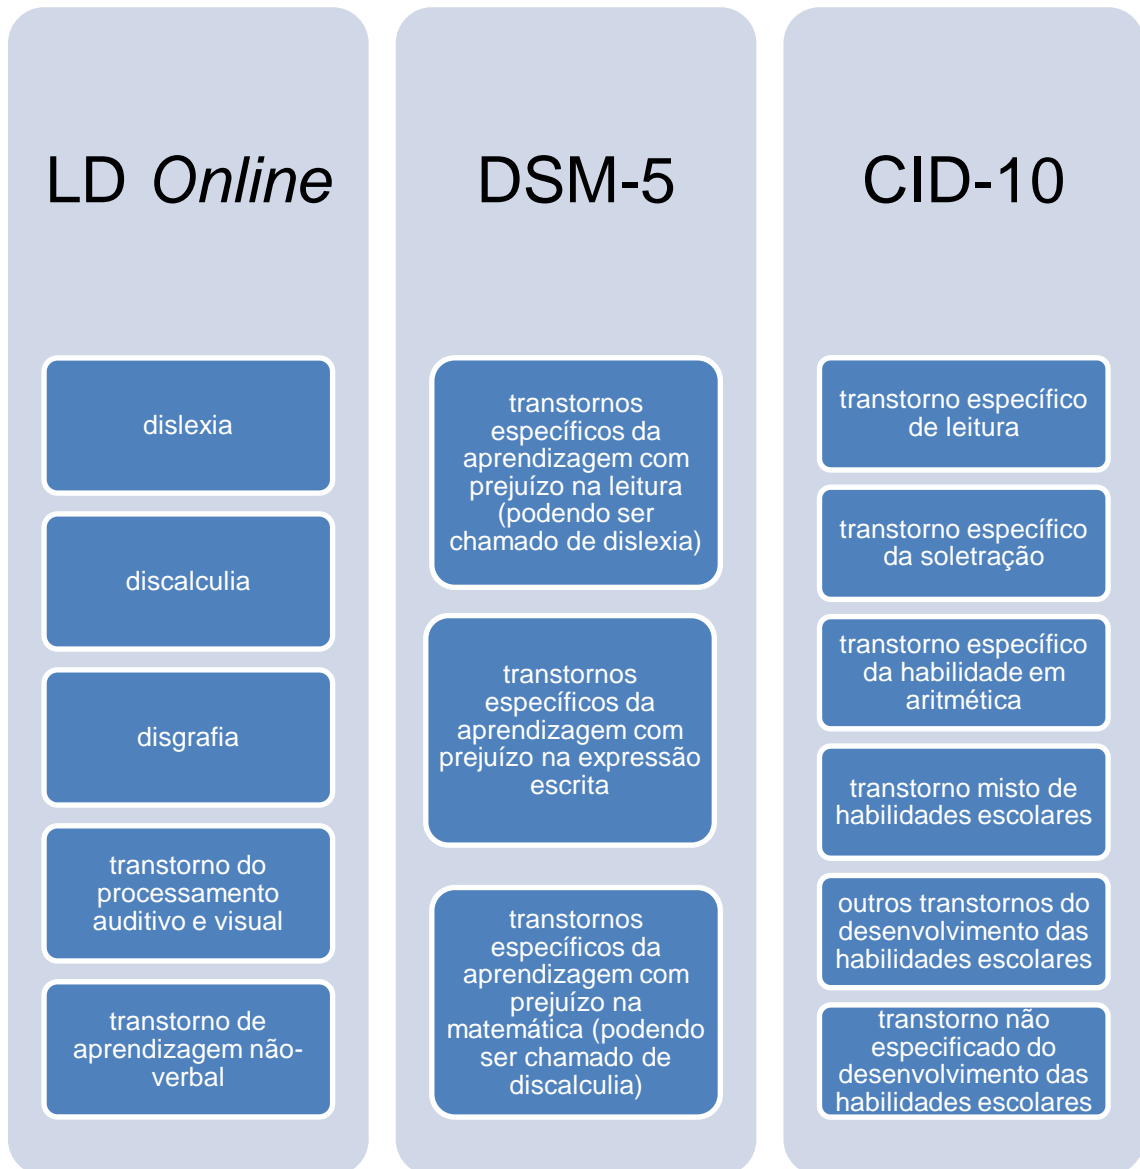 LD Online
dislexia
discalculia
disgrafia
transtorno do
processamento
auditivo e visual
transtorno de
aprendizagem não-
verbal
DSM-5
transtornos
específicos da
aprendizagem com
prejuízo na leitura
(podendo ser
chamado de dislexia)
transtornos
específicos da
aprendizagem com
prejuízo na expressão
escrita
transtornos
específicos da
aprendizagem com
prejuízo na
matemática (podendo
ser chamado de
discalculia)
CID-10
transtorno específico
de leitura
transtorno específico
da soletração
transtorno específico
da habilidade em
aritmética
transtorno misto de
habilidades escolares
outros transtornos do
desenvolvimento das
habilidades escolares
transtorno não
especificado do
desenvolvimento das
habilidades escolares